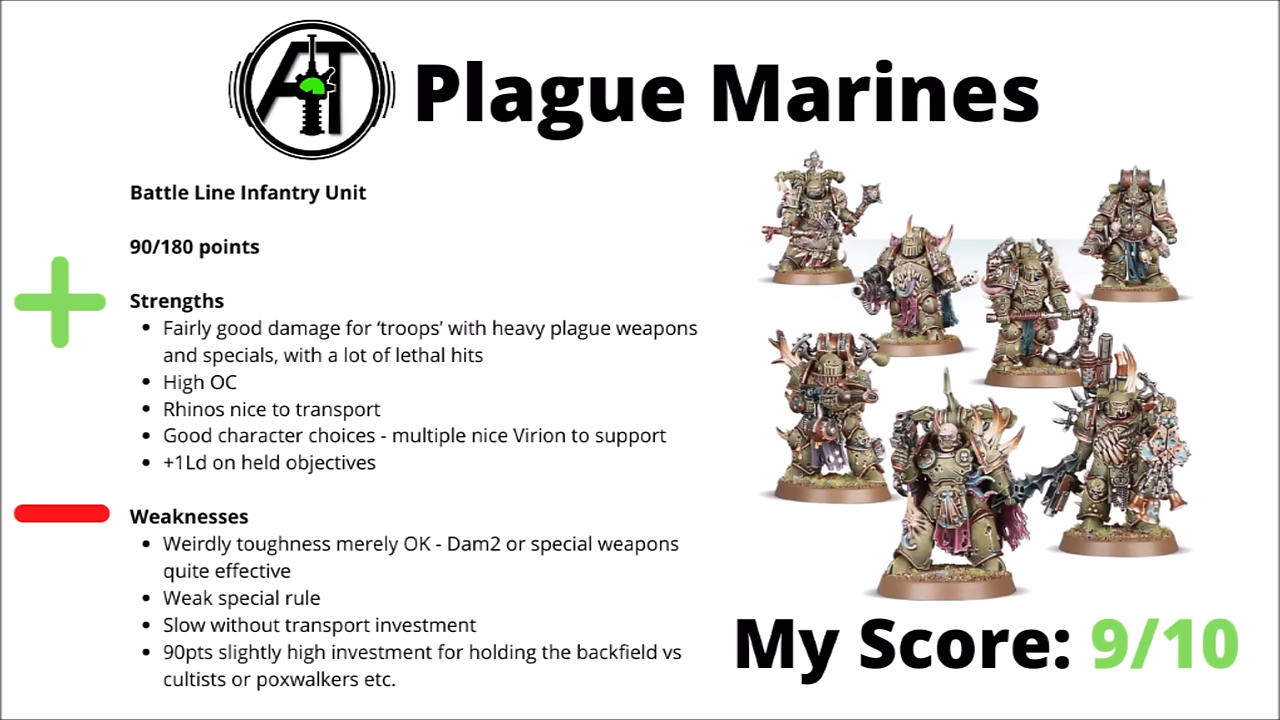 AT
Plague Marines
Battle Line Infantry Unit
90/180 points
Strengths
• Fairly good damage for ‘troops’ with heavy plague weapons
and specials, with a lot of lethal hits
• High OC
• Rhinos nice to transport
• Good character choices - multiple nice Virion to support
• +1Ld on held objectives
Weaknesses
• Weirdly toughness merely OK - Dam2 or special weapons
quite effective
• Weak special rule
• Slow without transport investment
• 90pts slightly high investment for holding the backfield vs
cultists or poxwalkers etc.
My Score: 9/10